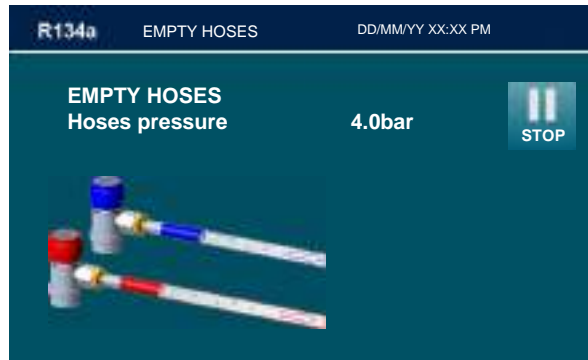 R134a EMPTY HOSES DD/MM/YY XX:XX PM
EMPTY HOSES
Hoses pressure 4.0bar
STOP